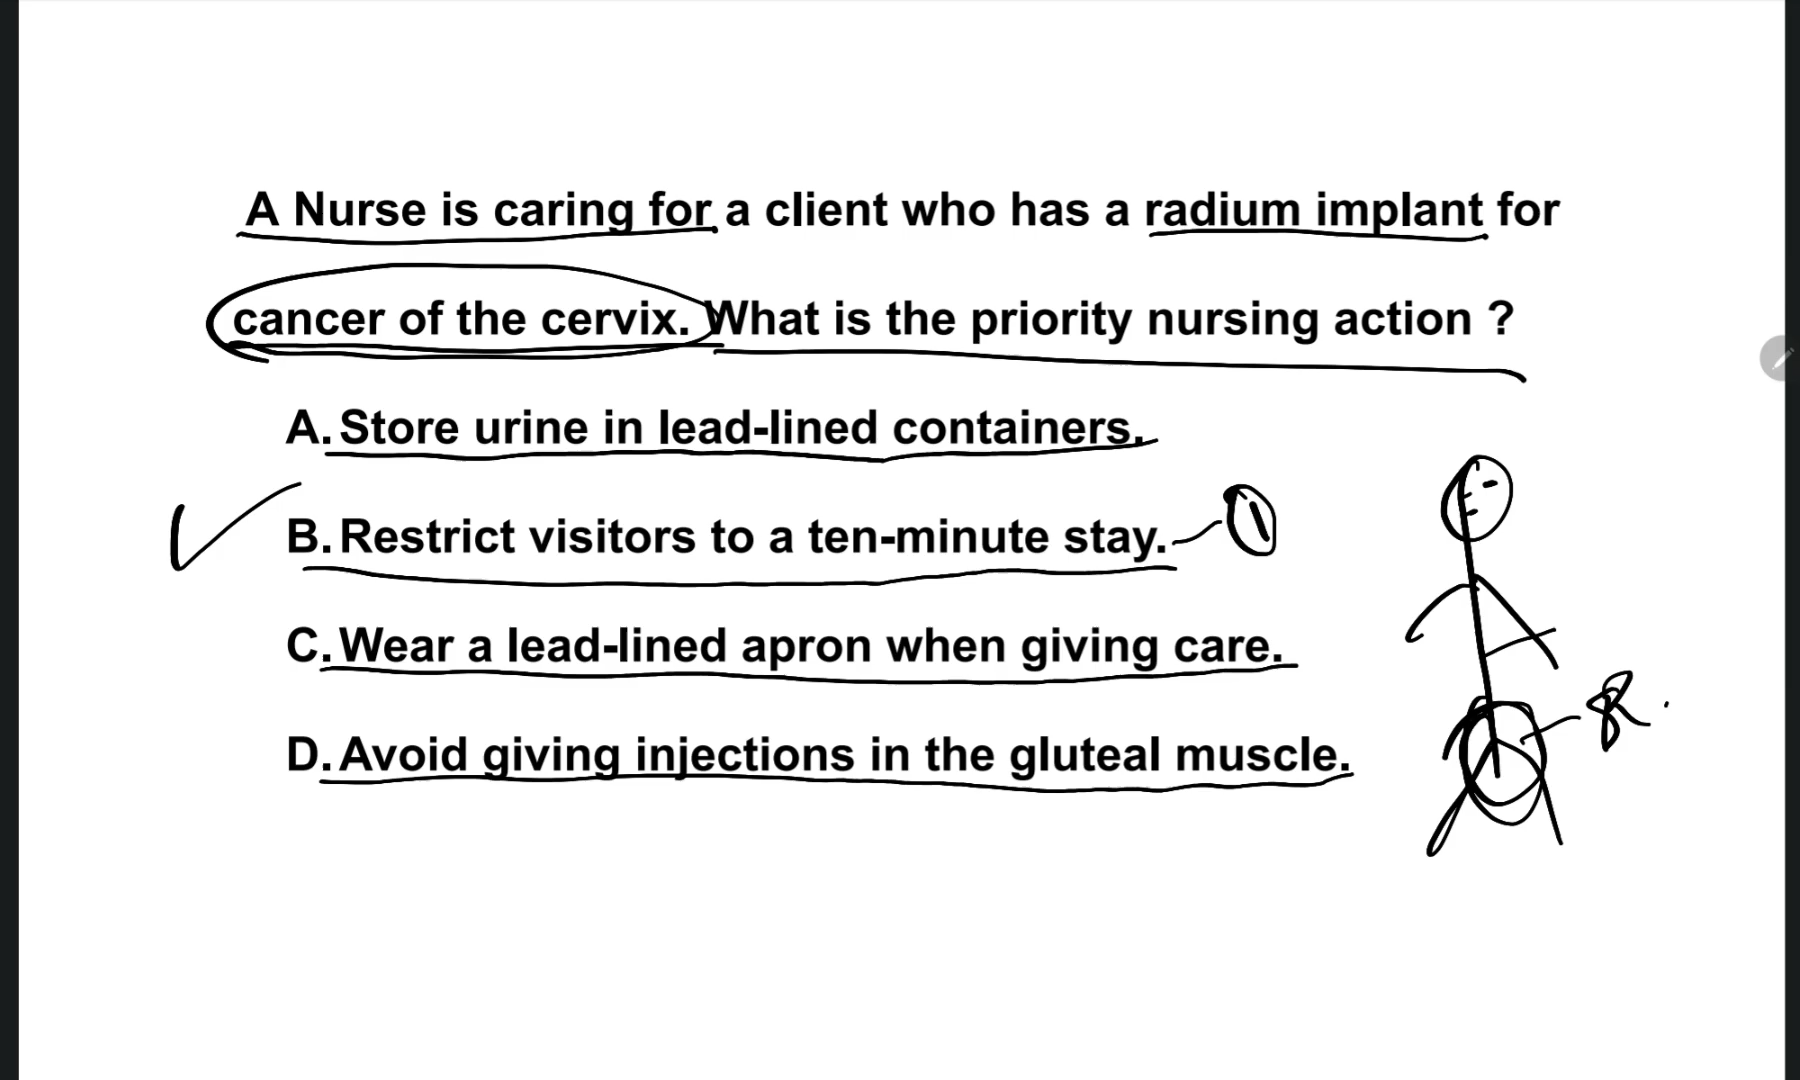 A Nurse is caring for a client who has a radium implant for
cancer of the cervix. What is the priority nursing action ?
A. Store urine in lead-lined containers.
B. Restrict visitors to a ten-minute stay.
C. Wear a lead-lined apron when giving care.
D. Avoid giving injections in the gluteal muscle.